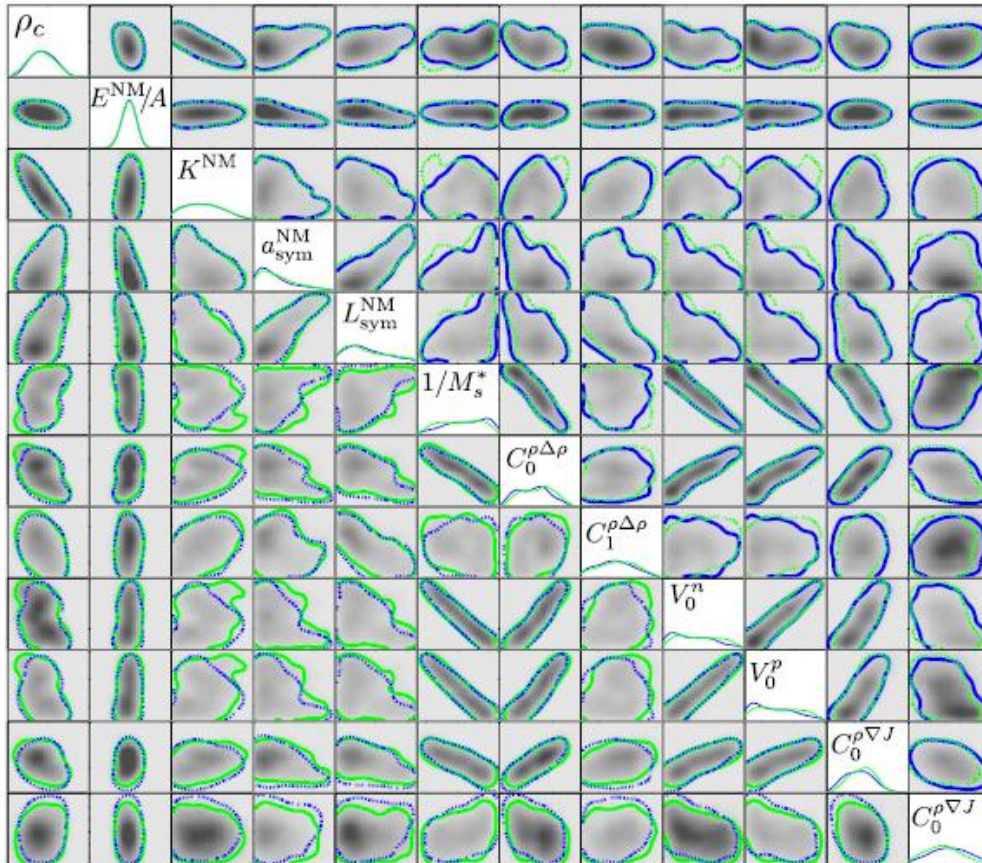 ρ_c
E^NM/A
K^NM
a_sym^NM
L_sym^NM
1/M_s^*
C_0^ρΔρ
C_1^ρΔρ
V_0^n
V_0^p
C_0^ρ∇J
C_0^ρ∇J